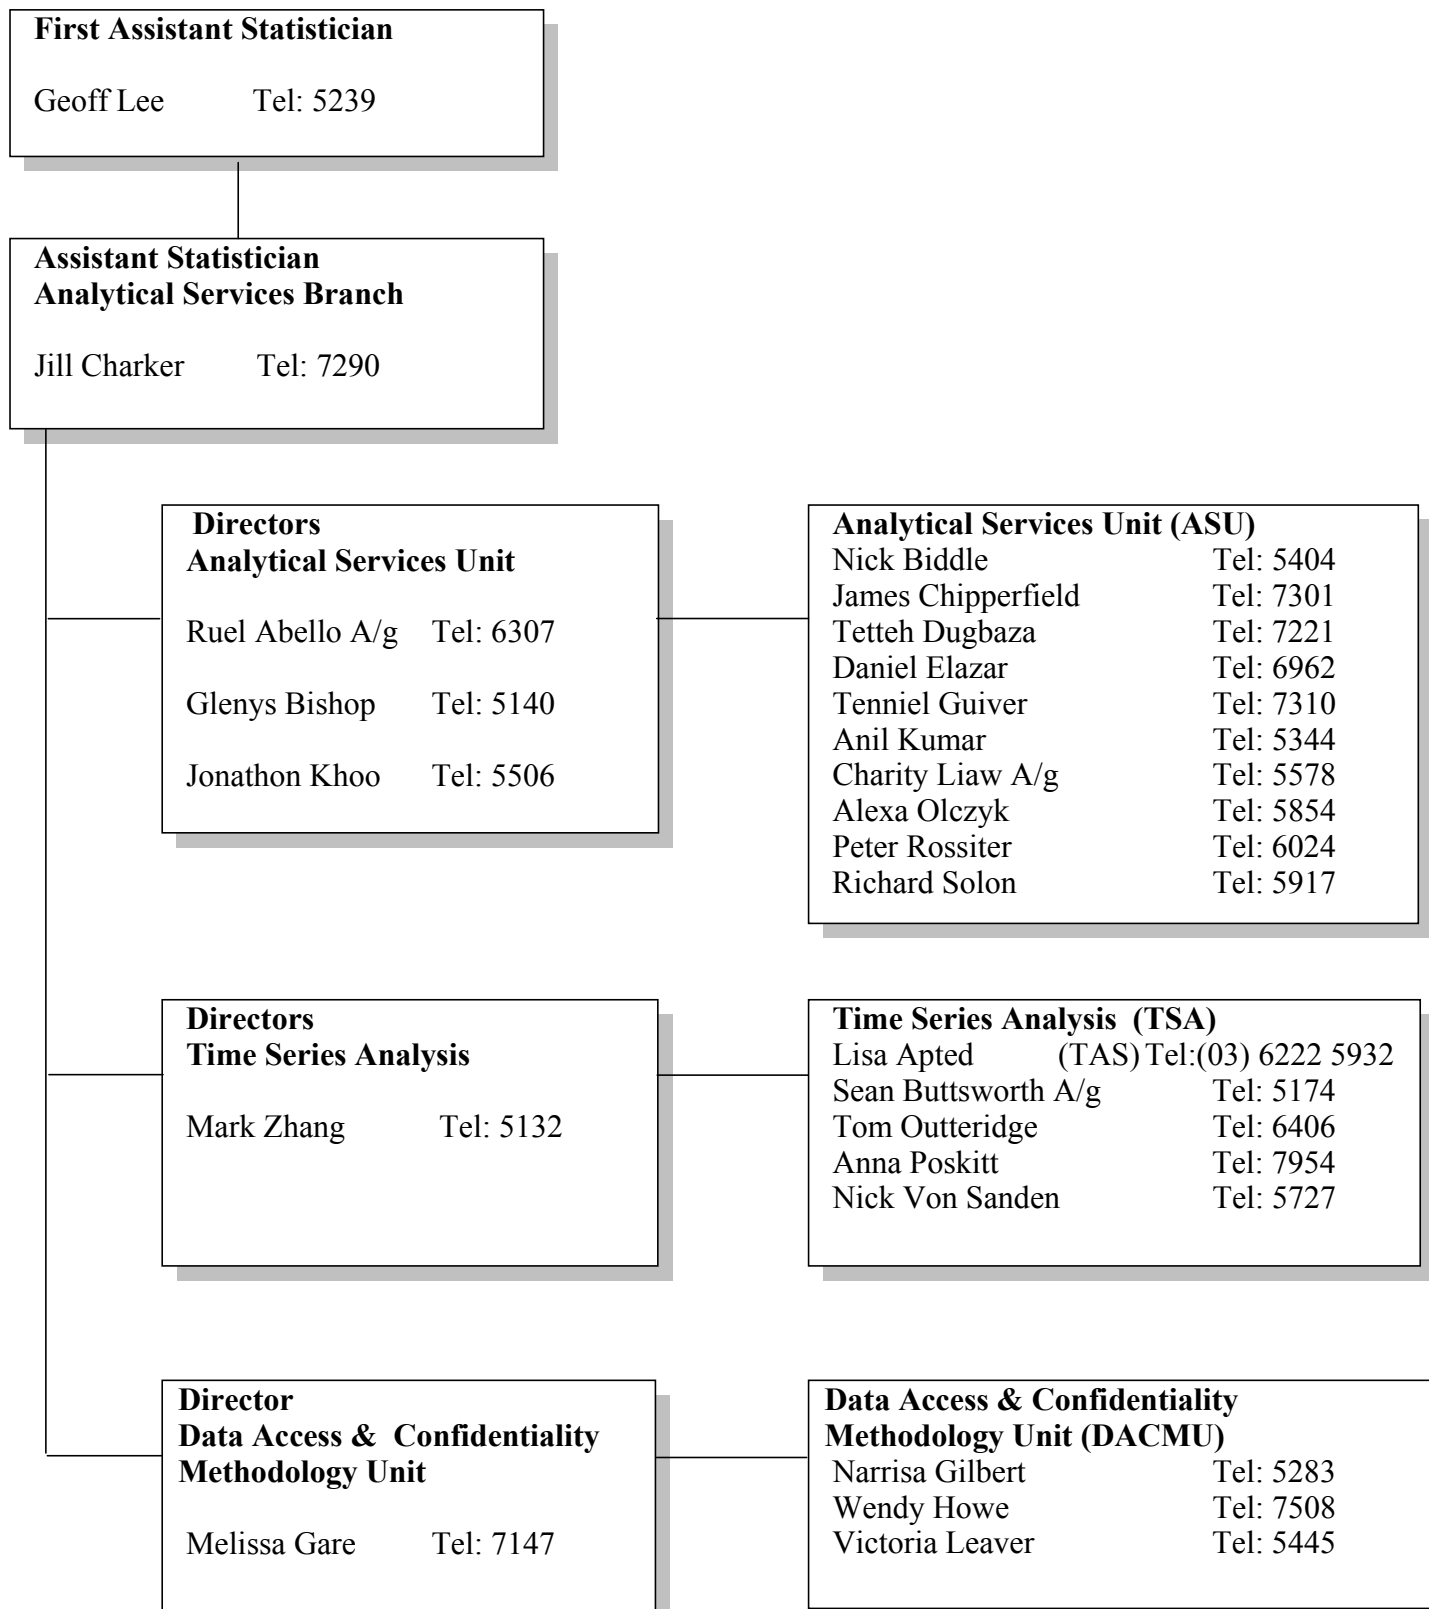 First Assistant Statistician
Geoff Lee Tel: 5239
Assistant Statistician
Analytical Services Branch
Jill Charker Tel: 7290
Directors
Analytical Services Unit
Ruel Abello A/g Tel: 6307
Glenys Bishop Tel: 5140
Jonathon Khoo Tel: 5506
Analytical Services Unit (ASU)
Nick Biddle Tel: 5404
James Chipperfield Tel: 7301
Tetteh Dugbaza Tel: 7221
Daniel Elazar Tel: 6962
Tenniel Guiver Tel: 7310
Anil Kumar Tel: 5344
Charity Liaw A/g Tel: 5578
Alexa Olczyk Tel: 5854
Peter Rossiter Tel: 6024
Richard Solon Tel: 5917
Directors
Time Series Analysis
Mark Zhang Tel: 5132
Time Series Analysis (TSA)
Lisa Apted (TAS) Tel:(03) 6222 5932
Sean Buttsworth A/g Tel: 5174
Tom Outteridge Tel: 6406
Anna Poskitt Tel: 7954
Nick Von Sanden Tel: 5727
Director
Data Access & Confidentiality
Methodology Unit
Melissa Gare Tel: 7147
Data Access & Confidentiality
Methodology Unit (DACMU)
Narrisa Gilbert Tel: 5283
Wendy Howe Tel: 7508
Victoria Leaver Tel: 5445